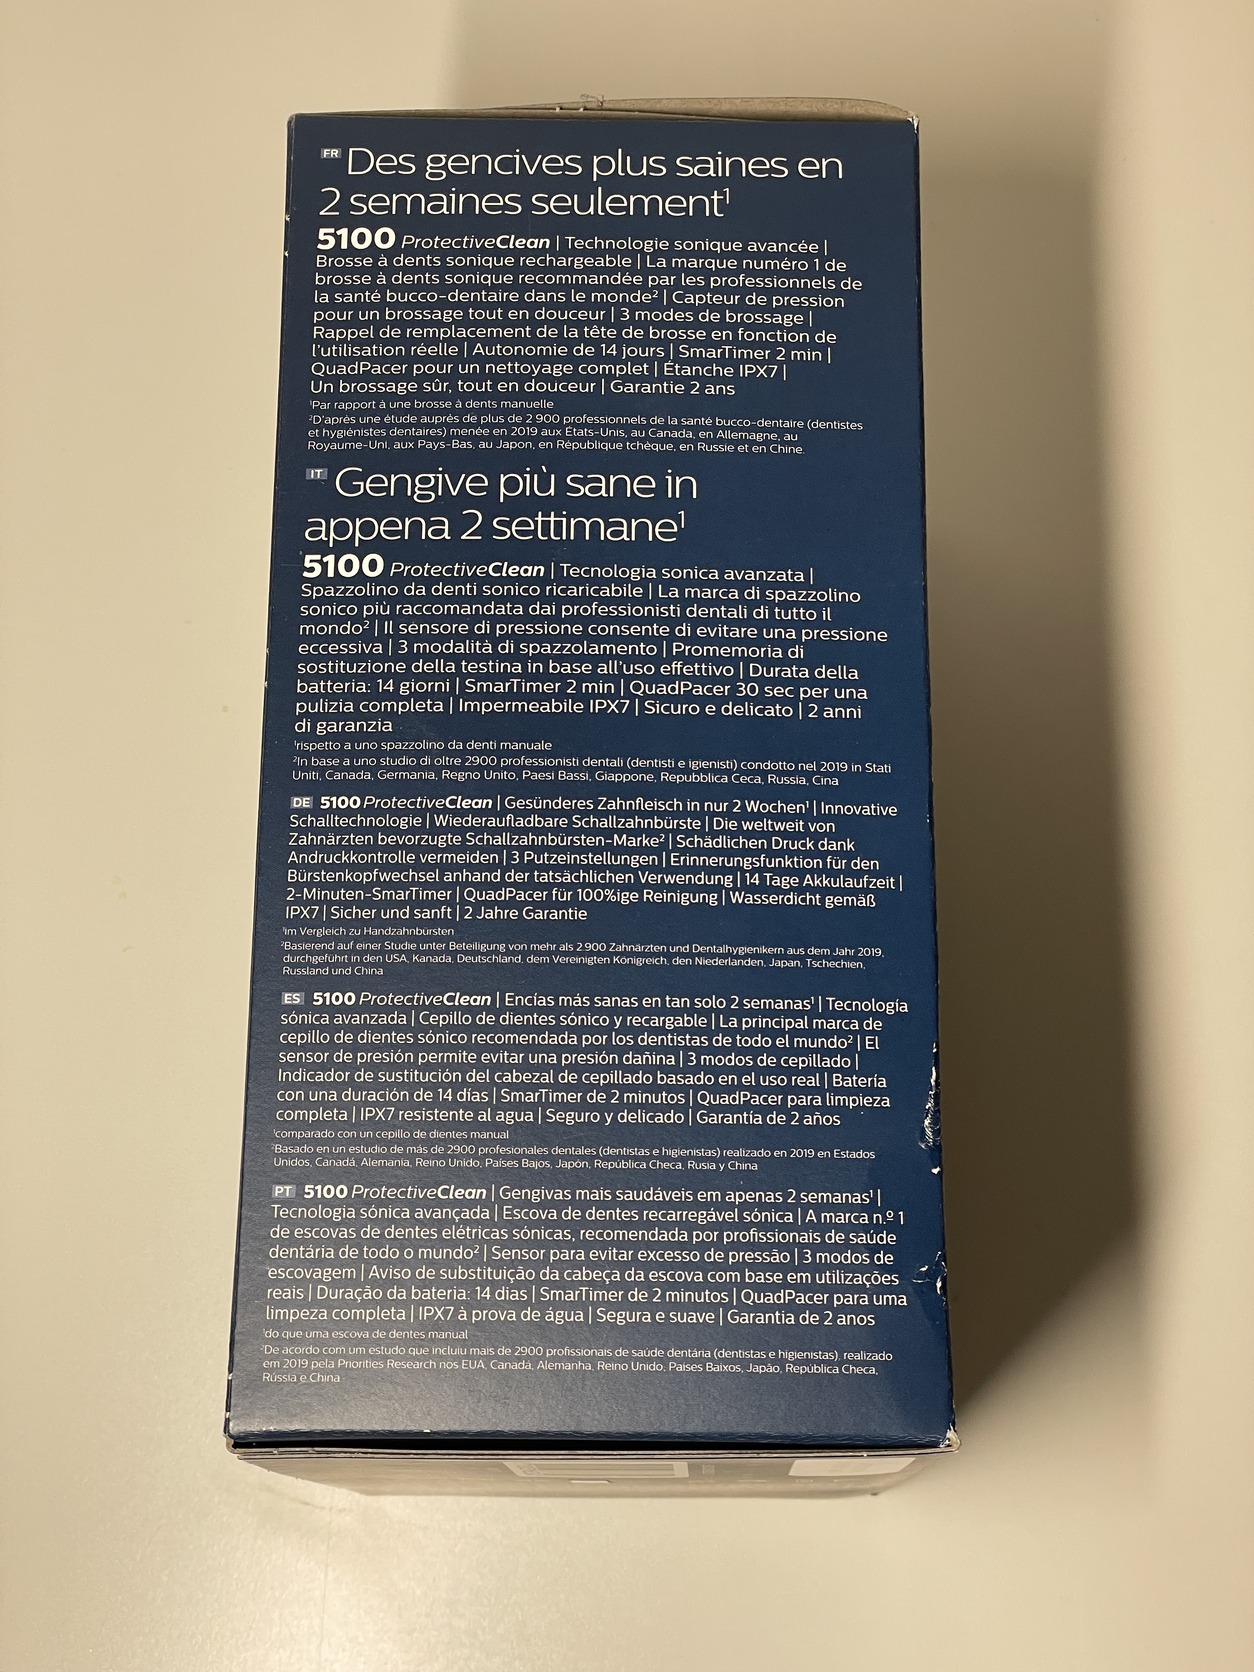 FR Des gencives plus saines en
2 semaines seulement¹
5100 ProtectiveClean | Technologie sonique avancée |
Brosse à dents sonique rechargeable | La marque numéro 1 de
brosse à dents sonique recommandée par les professionnels de
la santé bucco-dentaire dans le monde² | Capteur de pression
pour un brossage tout en douceur | 3 modes de brossage |
Rappel de remplacement de la tête de brosse en fonction de
l'utilisation réelle | Autonomie de 14 jours | SmarTimer 2 min |
QuadPacer pour un nettoyage complet | Étanche IPX7 |
Un brossage sûr, tout en douceur | Garantie 2 ans
¹Par rapport à une brosse à dents manuelle
²D'après une étude auprès de plus de 2 900 professionnels de la santé bucco-dentaire (dentistes
et hygiénistes dentaires) menée en 2019 aux États-Unis, au Canada, en Allemagne, au
Royaume-Uni, aux Pays-Bas, au Japon, en République tchèque, en Russie et en Chine.
IT Gengive più sane in
appena 2 settimane¹
5100 ProtectiveClean | Tecnologia sonica avanzata |
Spazzolino da denti sonico ricaricabile | La marca di spazzolino
sonico più raccomandata dai professionisti dentali di tutto il
mondo² | Il sensore di pressione consente di evitare una pressione
eccessiva | 3 modalità di spazzolamento | Promemoria di
sostituzione della testina in base all'uso effettivo | Durata della
batteria: 14 giorni | SmarTimer 2 min | QuadPacer 30 sec per una
pulizia completa | Impermeabile IPX7 | Sicuro e delicato | 2 anni
di garanzia
¹rispetto a uno spazzolino da denti manuale
²In base a uno studio di oltre 2900 professionisti dentali (dentisti e igienisti) condotto nel 2019 in Stati
Uniti, Canada, Germania, Regno Unito, Paesi Bassi, Giappone, Repubblica Ceca, Russia, Cina
DE 5100 ProtectiveClean | Gesünderes Zahnfleisch in nur 2 Wochen¹ | Innovative
Schalltechnologie | Wiederaufladbare Schallzahnbürste | Die weltweit von
Zahnärzten bevorzugte Schallzahnbürsten-Marke² | Schädlichen Druck dank
Andruckkontrolle vermeiden | 3 Putzeinstellungen | Erinnerungsfunktion für den
Bürstenkopfwechsel anhand der tatsächlichen Verwendung | 14 Tage Akkulaufzeit |
2-Minuten-SmarTimer | QuadPacer für 100%ige Reinigung | Wasserdicht gemäß
IPX7 | Sicher und sanft | 2 Jahre Garantie
¹im Vergleich zu Handzahnbürsten
²Basierend auf einer Studie unter Beteiligung von mehr als 2.900 Zahnärzten und Dentalhygienikern aus dem Jahr 2019,
durchgeführt in den USA, Kanada, Deutschland, dem Vereinigten Königreich, den Niederlanden, Japan, Tschechien,
Russland und China
ES 5100 ProtectiveClean | Encías más sanas en tan solo 2 semanas¹ | Tecnología
sónica avanzada | Cepillo de dientes sónico y recargable | La principal marca de
cepillo de dientes sónico recomendada por los dentistas de todo el mundo² | El
sensor de presión permite evitar una presión dañina | 3 modos de cepillado |
Indicador de sustitución del cabezal de cepillado basado en el uso real | Batería
con una duración de 14 días | SmarTimer de 2 minutos | QuadPacer para limpieza
completa | IPX7 resistente al agua | Seguro y delicado | Garantía de 2 años
¹comparado con un cepillo de dientes manual
²Basado en un estudio de más de 2900 profesionales dentales (dentistas e higienistas) realizado en 2019 en Estados
Unidos, Canadá, Alemania, Reino Unido, Países Bajos, Japón, República Checa, Rusia y China
PT 5100 ProtectiveClean | Gengivas mais saudáveis em apenas 2 semanas¹ |
Tecnologia sónica avançada | Escova de dentes recarregável sónica | A marca n.º 1
de escovas de dentes elétricas sónicas, recomendada por profissionais de saúde
dentária de todo o mundo² | Sensor para evitar excesso de pressão | 3 modos de
escovagem | Aviso de substituição da cabeça da escova com base em utilizações
reais | Duração da bateria: 14 dias | SmarTimer de 2 minutos | QuadPacer para uma
limpeza completa | IPX7 à prova de água | Segura e suave | Garantia de 2 anos
¹do que uma escova de dentes manual
²De acordo com um estudo que incluiu mais de 2900 profissionais de saúde dentária (dentistas e higienistas), realizado
em 2019 pela Priorities Research nos EUA, Canadá, Alemanha, Reino Unido, Países Baixos, Japão, República Checa,
Rússia e China